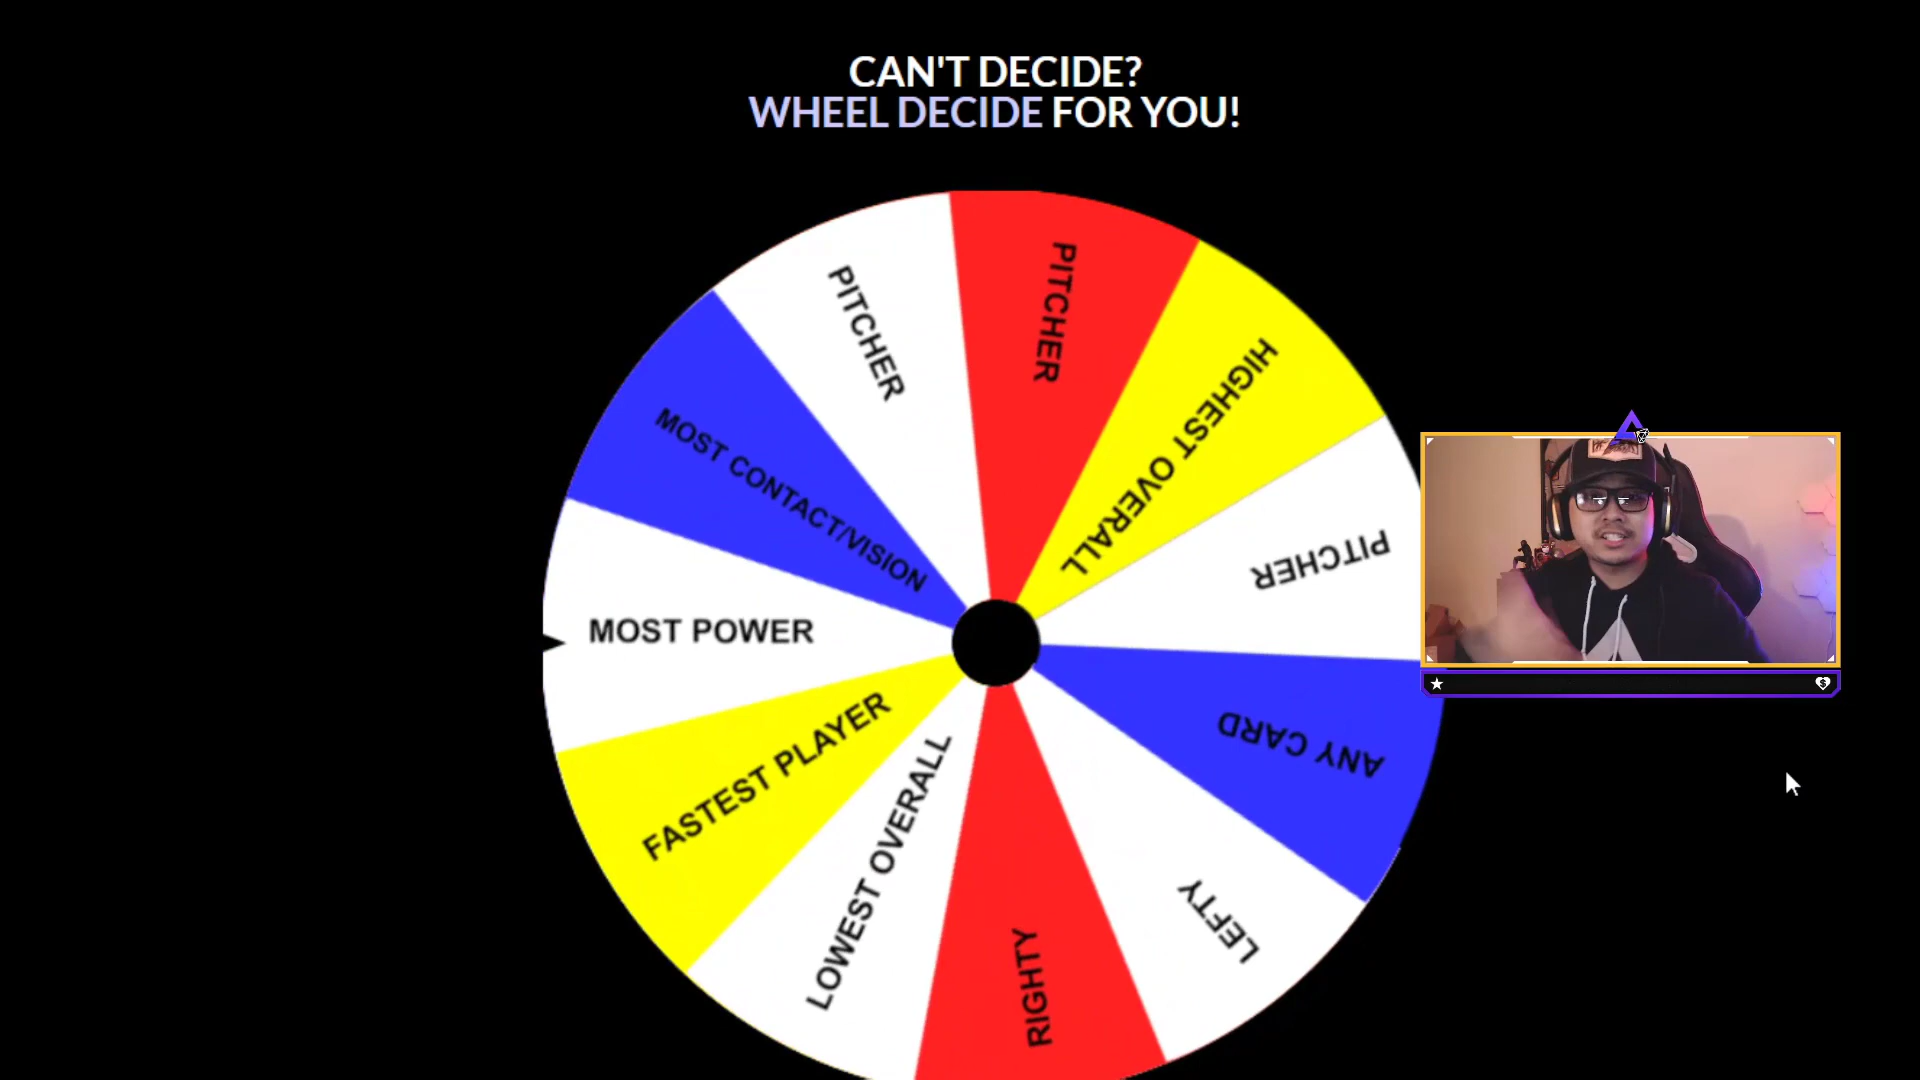 CAN'T DECIDE?
WHEEL DECIDE FOR YOU!
PITCHER
PITCHER
HIGHEST OVERALL
PITCHER
ANY CARD
LEFTY
RIGHTY
LOWEST OVERALL
FASTEST PLAYER
MOST POWER
MOST CONTACT/VISION